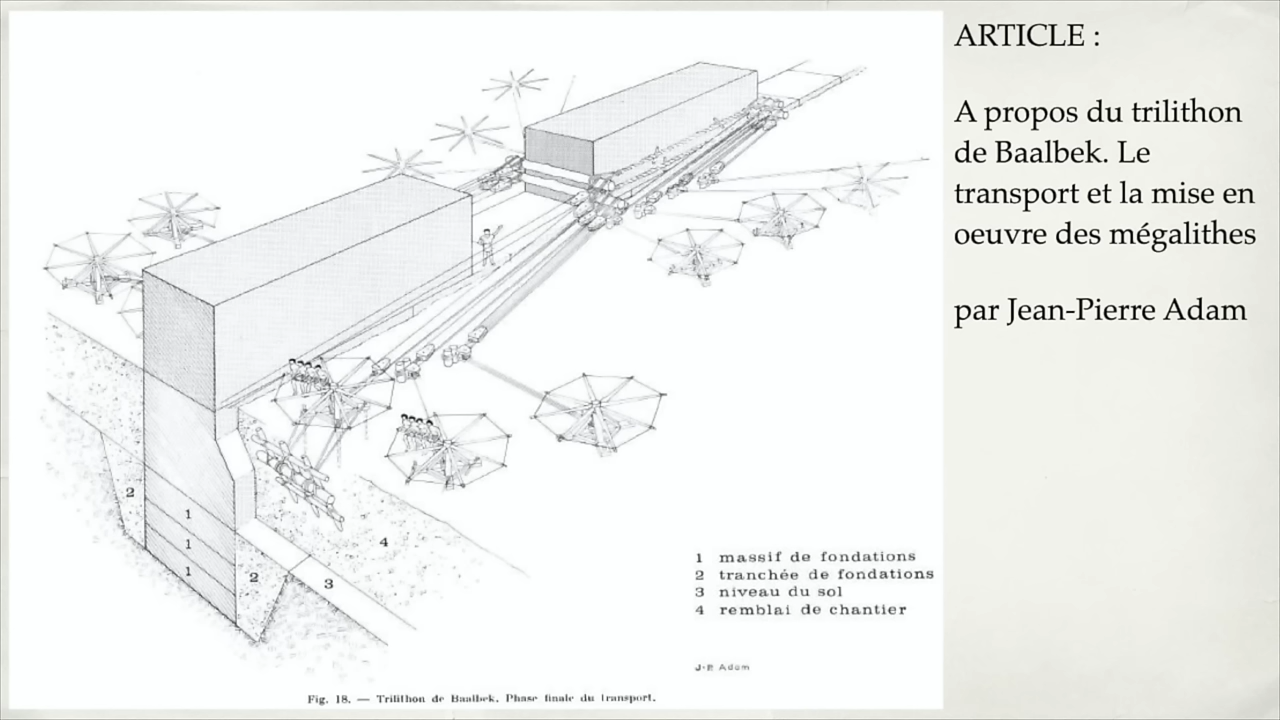 ARTICLE :
A propos du trilithon
de Baalbek. Le
transport et la mise en
oeuvre des mégalithes
par Jean-Pierre Adam
2
1
1
1
2
3
4
1 massif de fondations
2 tranchée de fondations
3 niveau du sol
4 remblai de chantier
J-P. Adam
Fig. 18. — Trilithon de Baalbek. Phase finale du transport.